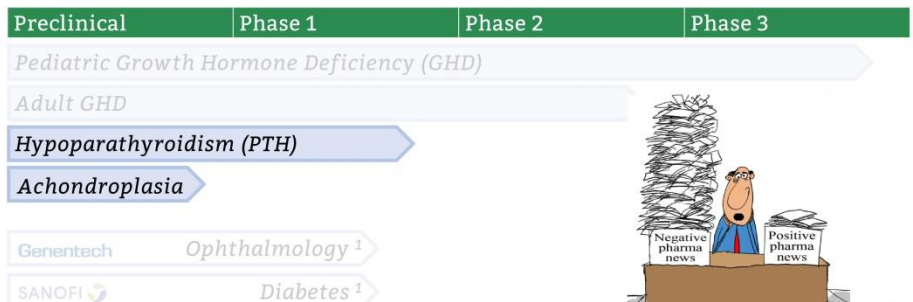 Preclinical Phase 1 Phase 2 Phase 3
Pediatric Growth Hormone Deficiency (GHD)
Adult GHD
Hypoparathyroidism (PTH)
Achondroplasia
Genentech Ophthalmology 1
SANOFI Diabetes 1
Negative pharma news
Positive pharma news